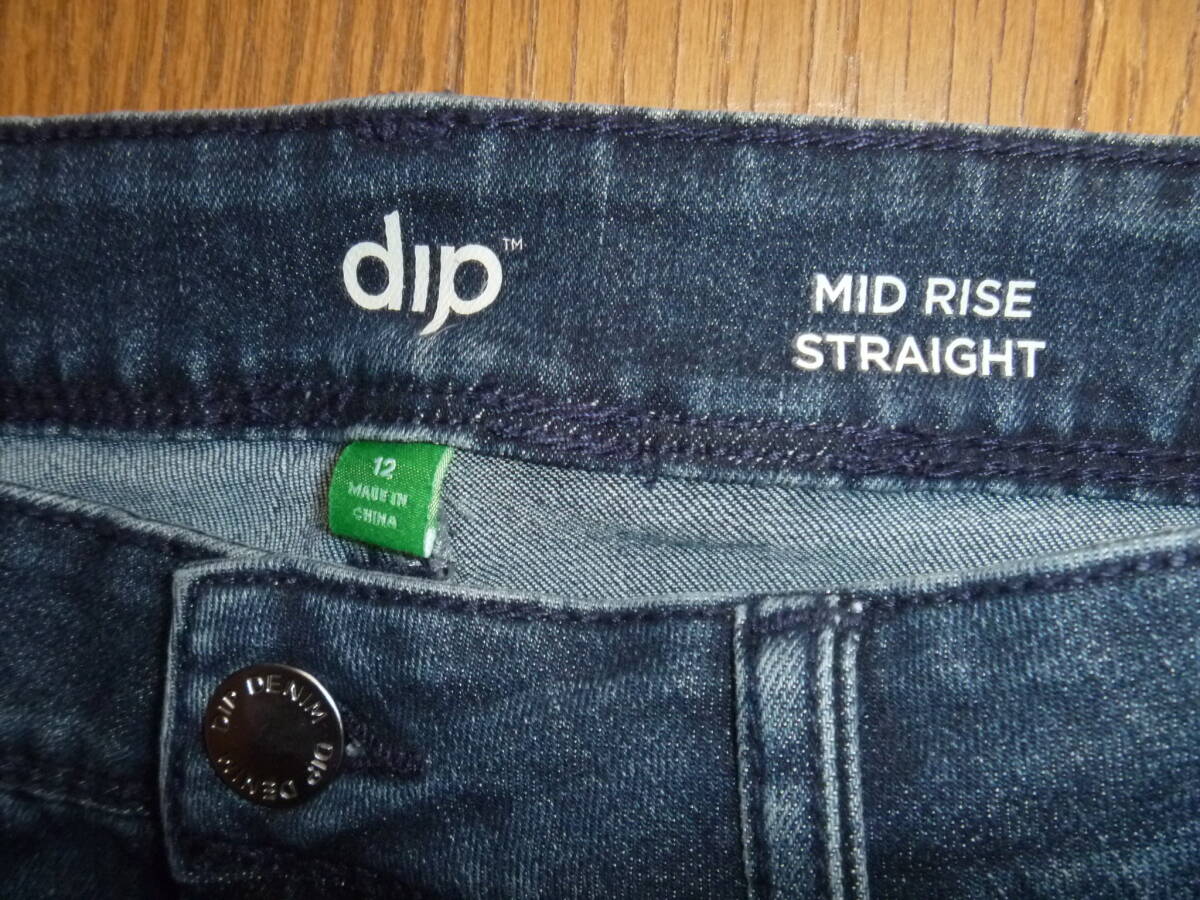 dip™
MID RISE
STRAIGHT
12
MADE IN
CHINA
DIP DENIM DIP DENIM